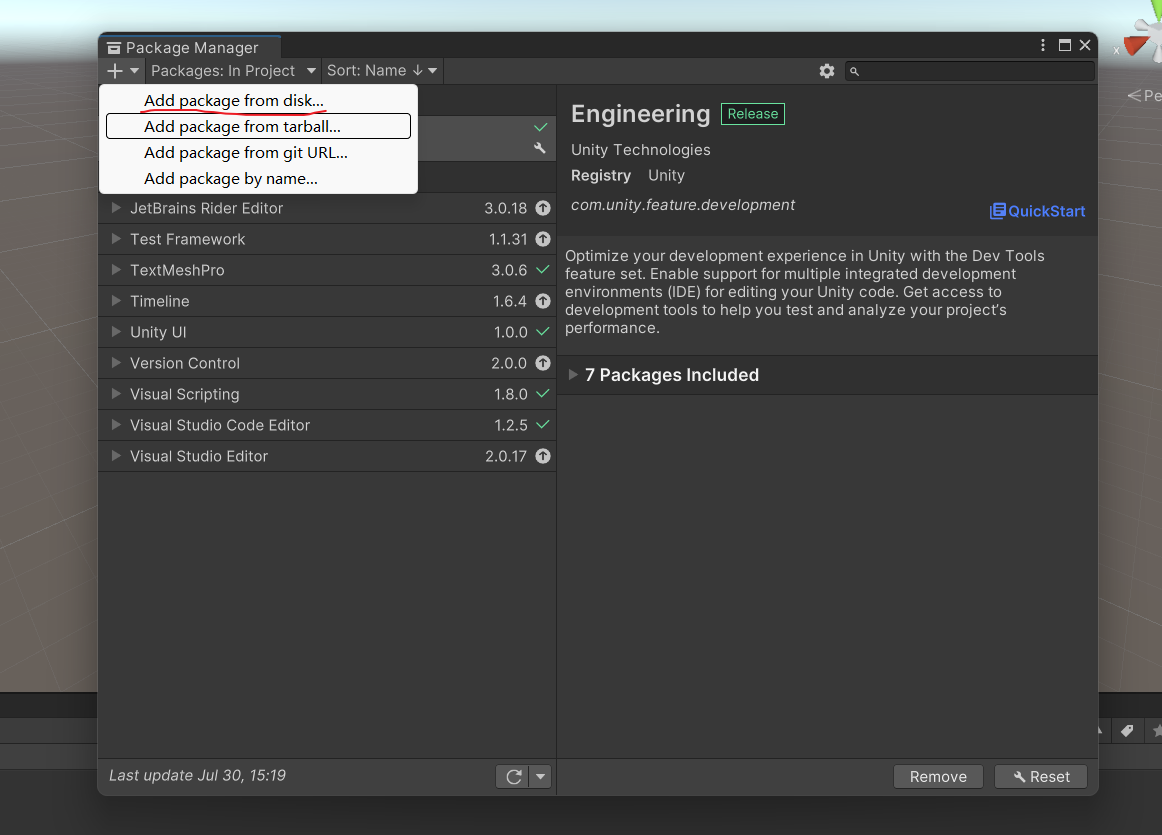 Package Manager
Packages: In Project
Sort: Name ↓
Add package from disk...
Add package from tarball...
Add package from git URL...
Add package by name...
JetBrains Rider Editor 3.0.18
Test Framework 1.1.31
TextMeshPro 3.0.6
Timeline 1.6.4
Unity UI 1.0.0
Version Control 2.0.0
Visual Scripting 1.8.0
Visual Studio Code Editor 1.2.5
Visual Studio Editor 2.0.17
Last update Jul 30, 15:19
Engineering Release
Unity Technologies
Registry Unity
com.unity.feature.development
QuickStart
Optimize your development experience in Unity with the Dev Tools
feature set. Enable support for multiple integrated development
environments (IDE) for editing your Unity code. Get access to
development tools to help you test and analyze your project's
performance.
7 Packages Included
Remove
Reset
x